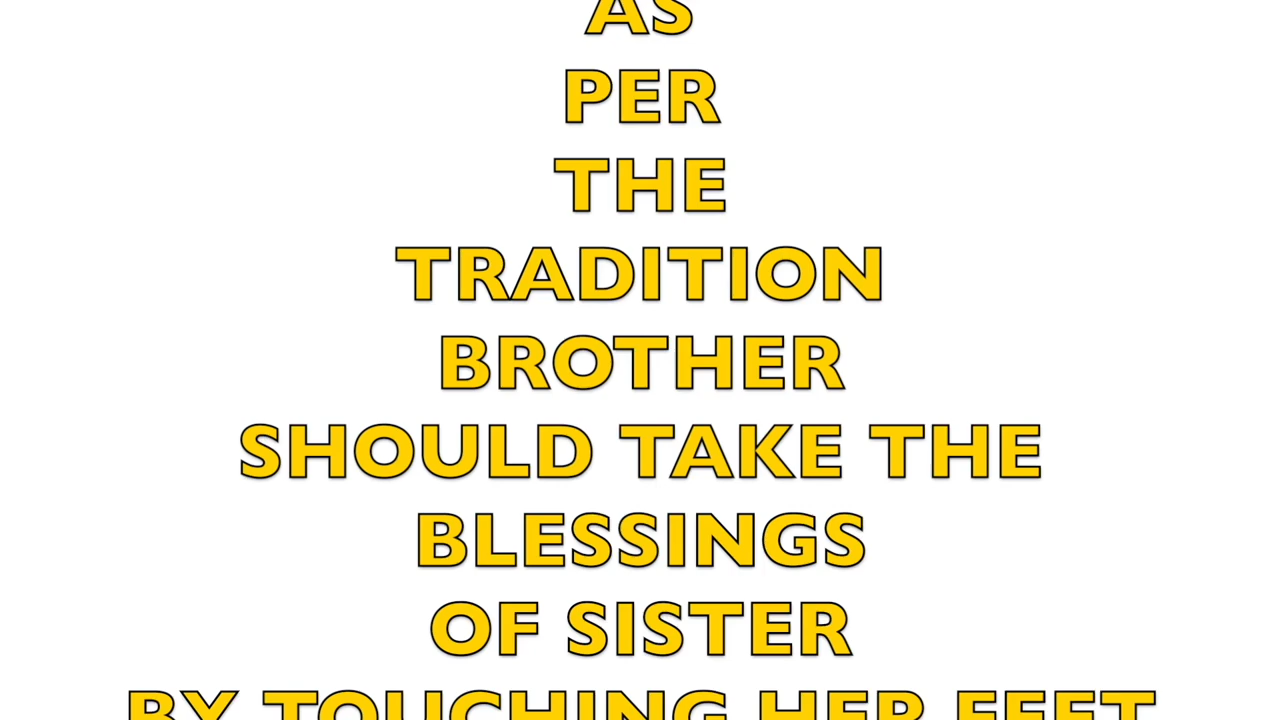 AS
PER
THE
TRADITION
BROTHER
SHOULD TAKE THE
BLESSINGS
OF SISTER
BY TOUCHING HER FEET